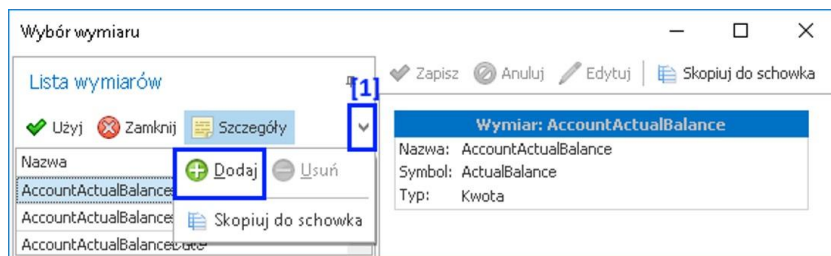 Wybór wymiaru
Lista wymiarów
[1]
Użyj Zamknij Szczegóły
Nazwa
Dodaj Usuń
AccountActualBalance
AccountActualBalance
Skopiuj do schowka
Zapisz Anuluj Edytuj Skopiuj do schowka
Wymiar: AccountActualBalance
Nazwa: AccountActualBalance
Symbol: ActualBalance
Typ: Kwota